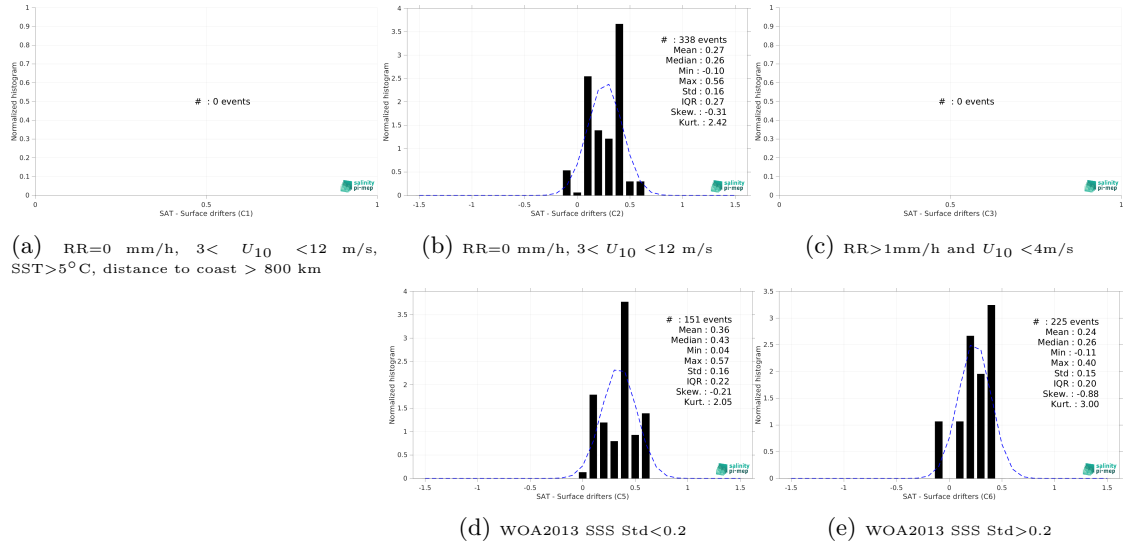 1
0.9
0.8
0.7
0.6
0.5
0.4
0.3
0.2
0.1
0
Normalized histogram
# : 0 events
salinity
pi-mep
0 0.5 1
SAT - Surface drifters (C1)
4
3.5
3
2.5
2
1.5
1
0.5
0
Normalized histogram
# : 338 events
Mean : 0.27
Median : 0.26
Min : -0.10
Max : 0.56
Std : 0.16
IQR : 0.27
Skew. : -0.31
Kurt. : 2.42
salinity
pi-mep
-1.5 -1 -0.5 0 0.5 1 1.5
SAT - Surface drifters (C2)
1
0.9
0.8
0.7
0.6
0.5
0.4
0.3
0.2
0.1
0
Normalized histogram
# : 0 events
salinity
pi-mep
0 0.5 1
SAT - Surface drifters (C3)
(a) RR=0 mm/h, 3< U10 <12 m/s,
SST>5°C, distance to coast > 800 km
(b) RR=0 mm/h, 3< U10 <12 m/s
(c) RR>1mm/h and U10 <4m/s
4
3.5
3
2.5
2
1.5
1
0.5
0
Normalized histogram
# : 151 events
Mean : 0.36
Median : 0.43
Min : 0.04
Max : 0.57
Std : 0.16
IQR : 0.22
Skew. : -0.21
Kurt. : 2.05
salinity
pi-mep
-1.5 -1 -0.5 0 0.5 1 1.5
SAT - Surface drifters (C5)
3.5
3
2.5
2
1.5
1
0.5
0
Normalized histogram
# : 225 events
Mean : 0.24
Median : 0.26
Min : -0.11
Max : 0.40
Std : 0.15
IQR : 0.20
Skew. : -0.88
Kurt. : 3.00
salinity
pi-mep
-1.5 -1 -0.5 0 0.5 1 1.5
SAT - Surface drifters (C6)
(d) WOA2013 SSS Std<0.2
(e) WOA2013 SSS Std>0.2